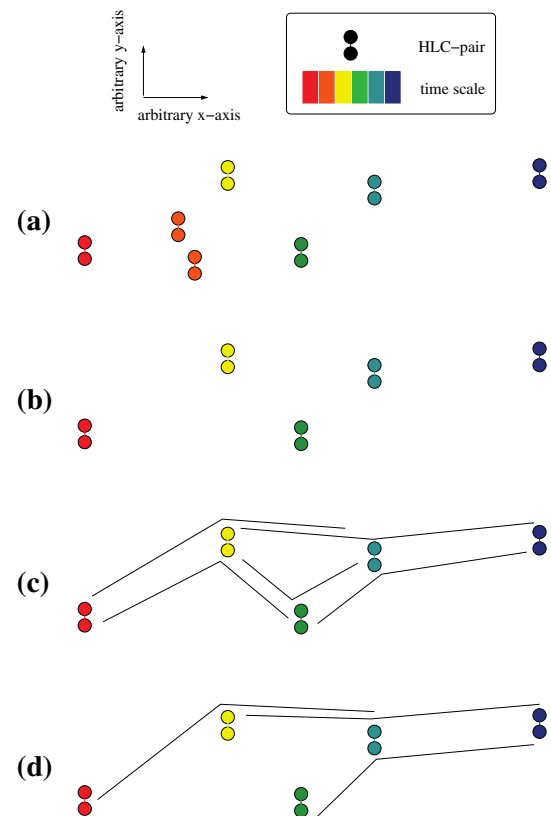 arbitrary y−axis
arbitrary x−axis
HLC−pair
time scale
(a)
(b)
(c)
(d)